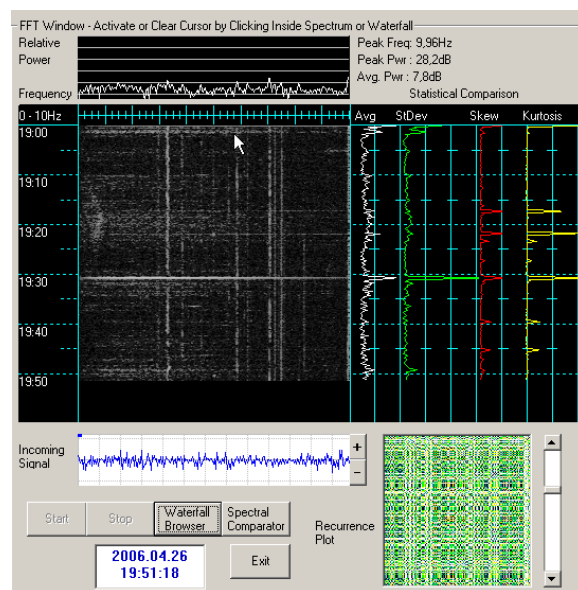 FFT Window - Activate or Clear Cursor by Clicking Inside Spectrum or Waterfall
Relative Power
Peak Freq: 9,96Hz
Peak Pwr : 28,2dB
Avg. Pwr : 7,8dB
Frequency
Statistical Comparison
0 - 10Hz
Avg StDev Skew Kurtosis
19:00
19:10
19:20
19:30
19:40
19:50
Incoming Signal
+
-
Start
Stop
Waterfall Browser
Spectral Comparator
Recurrence Plot
2006.04.26
19:51:18
Exit